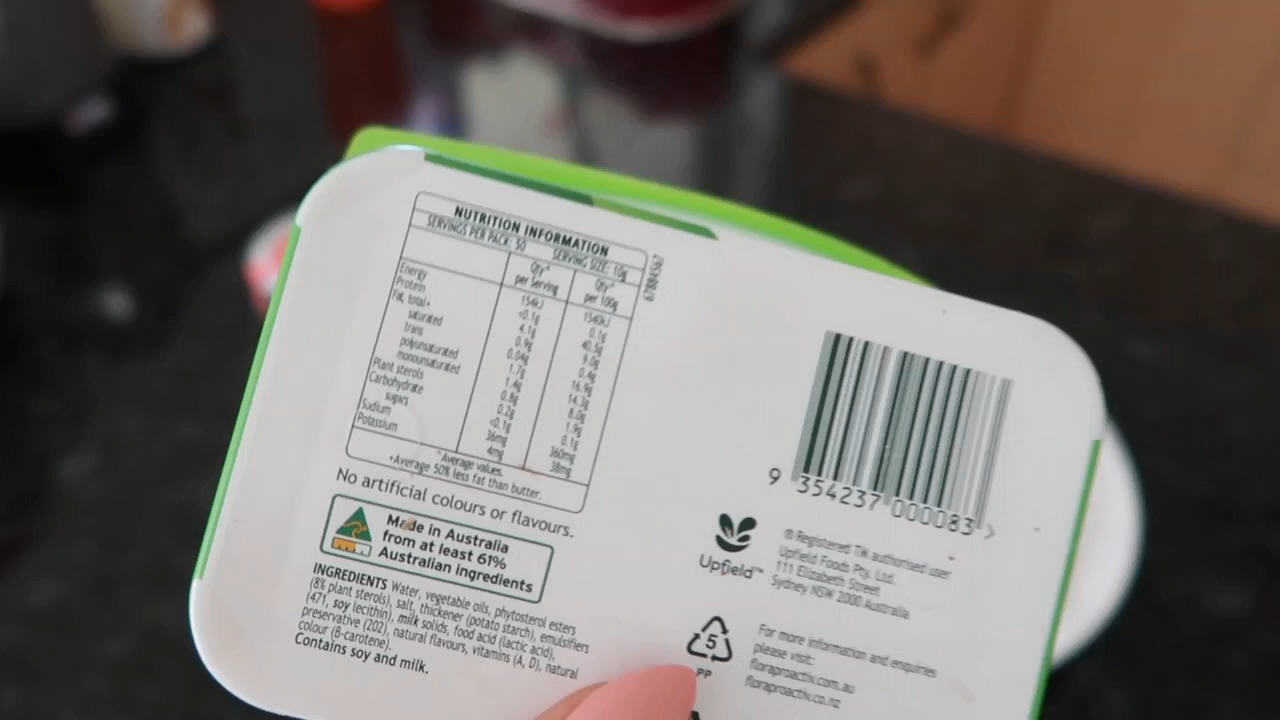 NUTRITION INFORMATION
SERVINGS PER PACK: 50 SERVING SIZE: 10g
Qty^ per Serving Qty^ per 100g
Energy 154kJ 1540kJ
Protein <0.1g 0.1g
Fat, total+ 4.1g 40.5g
saturated 0.9g 9.0g
trans 0.04g 0.4g
polyunsaturated 1.7g 16.9g
monounsaturated 1.4g 14.3g
Plant sterols 0.8g 8.0g
Carbohydrate 0.2g 1.9g
sugars <0.1g 0.1g
Sodium 36mg 360mg
Potassium 4mg 38mg
^Average values.
+Average 50% less fat than butter.
No artificial colours or flavours.
Made in Australia
from at least 61%
Australian ingredients
INGREDIENTS Water, vegetable oils, phytosterol esters
(8% plant sterols), salt, thickener (potato starch), emulsifiers
(471, soy lecithin), milk solids, food acid (lactic acid),
preservative (202), natural flavours, vitamins (A, D), natural
colour (B-carotene).
Contains soy and milk.
9 354237 000083 >
Upfield™
® Registered TM authorised user
Upfield Foods Pty. Ltd.
111 Elizabeth Street
Sydney NSW 2000 Australia
5
PP
For more information and enquiries
please visit:
floraproactiv.com.au
floraproactiv.co.nz